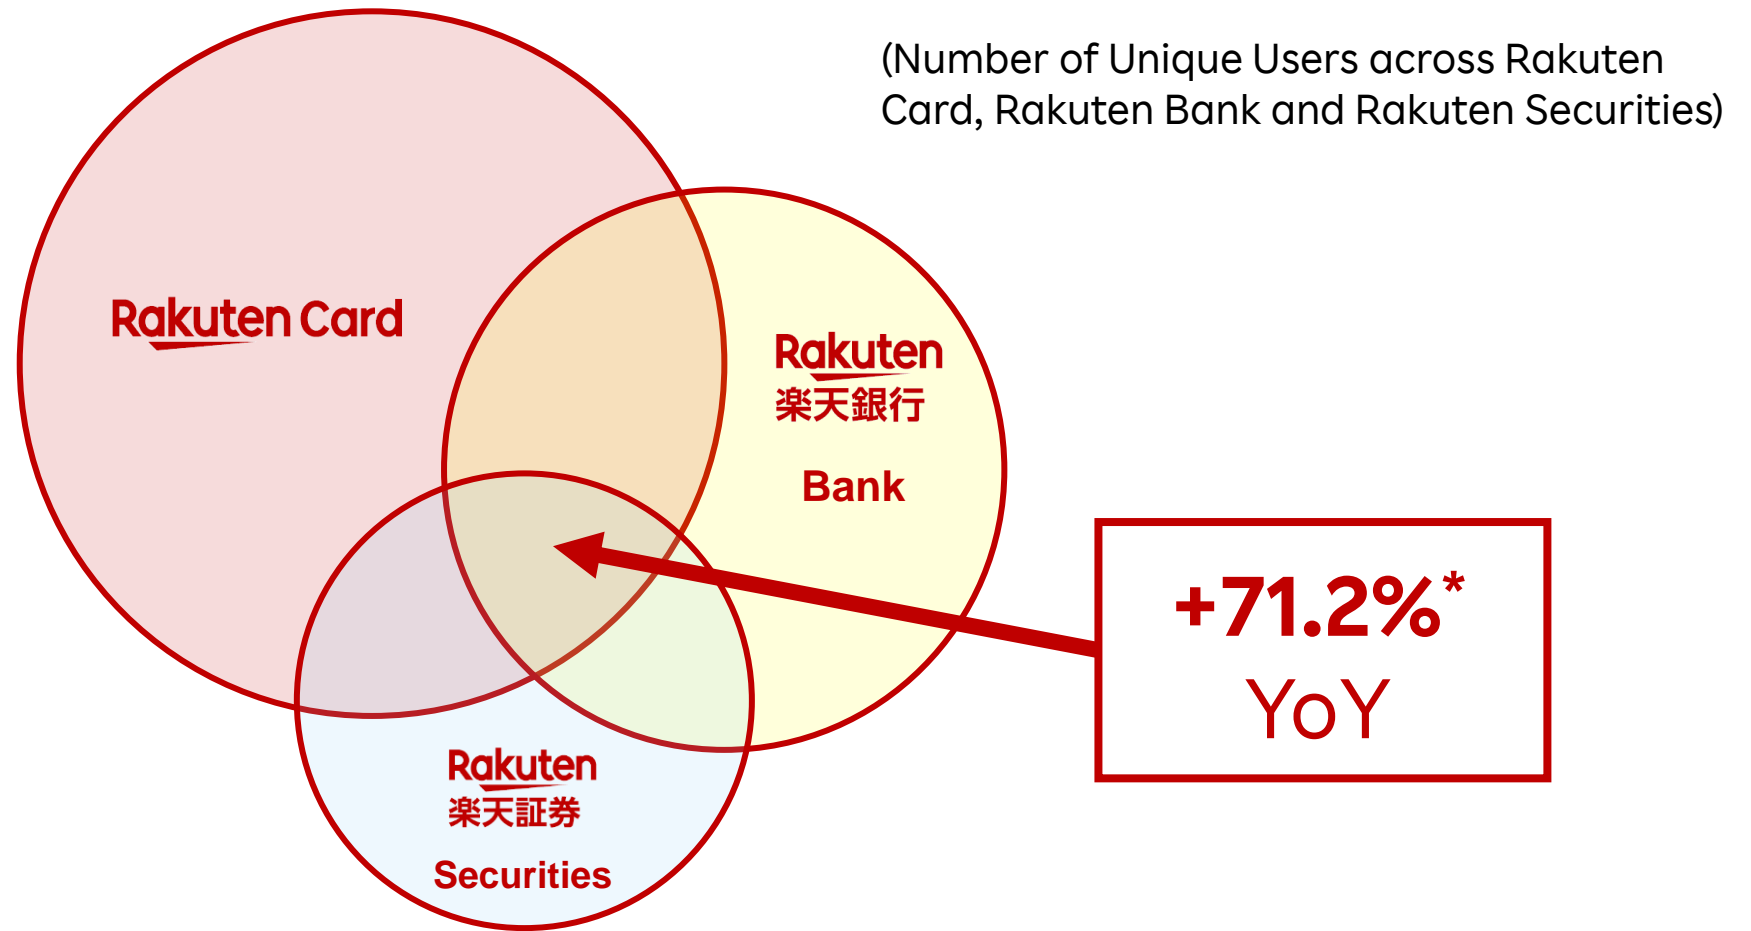 (Number of Unique Users across Rakuten
Card, Rakuten Bank and Rakuten Securities)
Rakuten Card
Rakuten
楽天銀行
Bank
+71.2%*
YoY
Rakuten
楽天証券
Securities